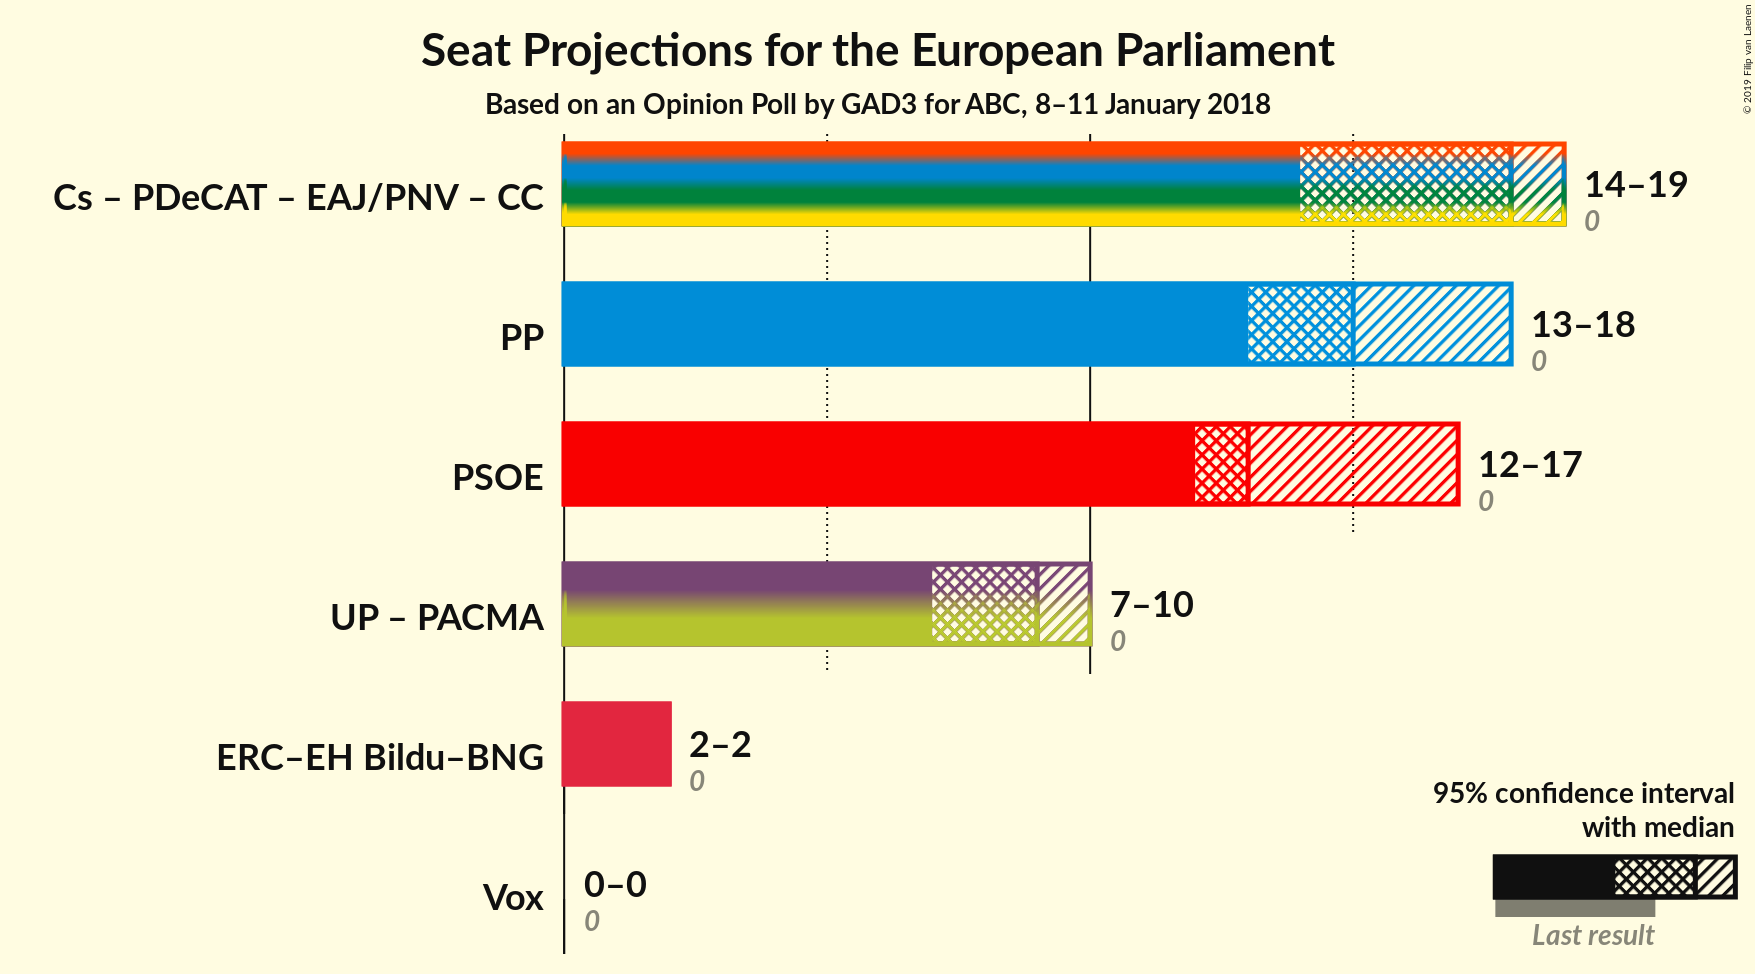 Seat Projections for the European Parliament
Based on an Opinion Poll by GAD3 for ABC, 8–11 January 2018
© 2019 Filip van Laenen
Cs – PDeCAT – EAJ/PNV – CC
14–19
0
PP
13–18
0
PSOE
12–17
0
UP – PACMA
7–10
0
ERC–EH Bildu–BNG
2–2
0
Vox
0–0
0
95% confidence interval
with median
Last result